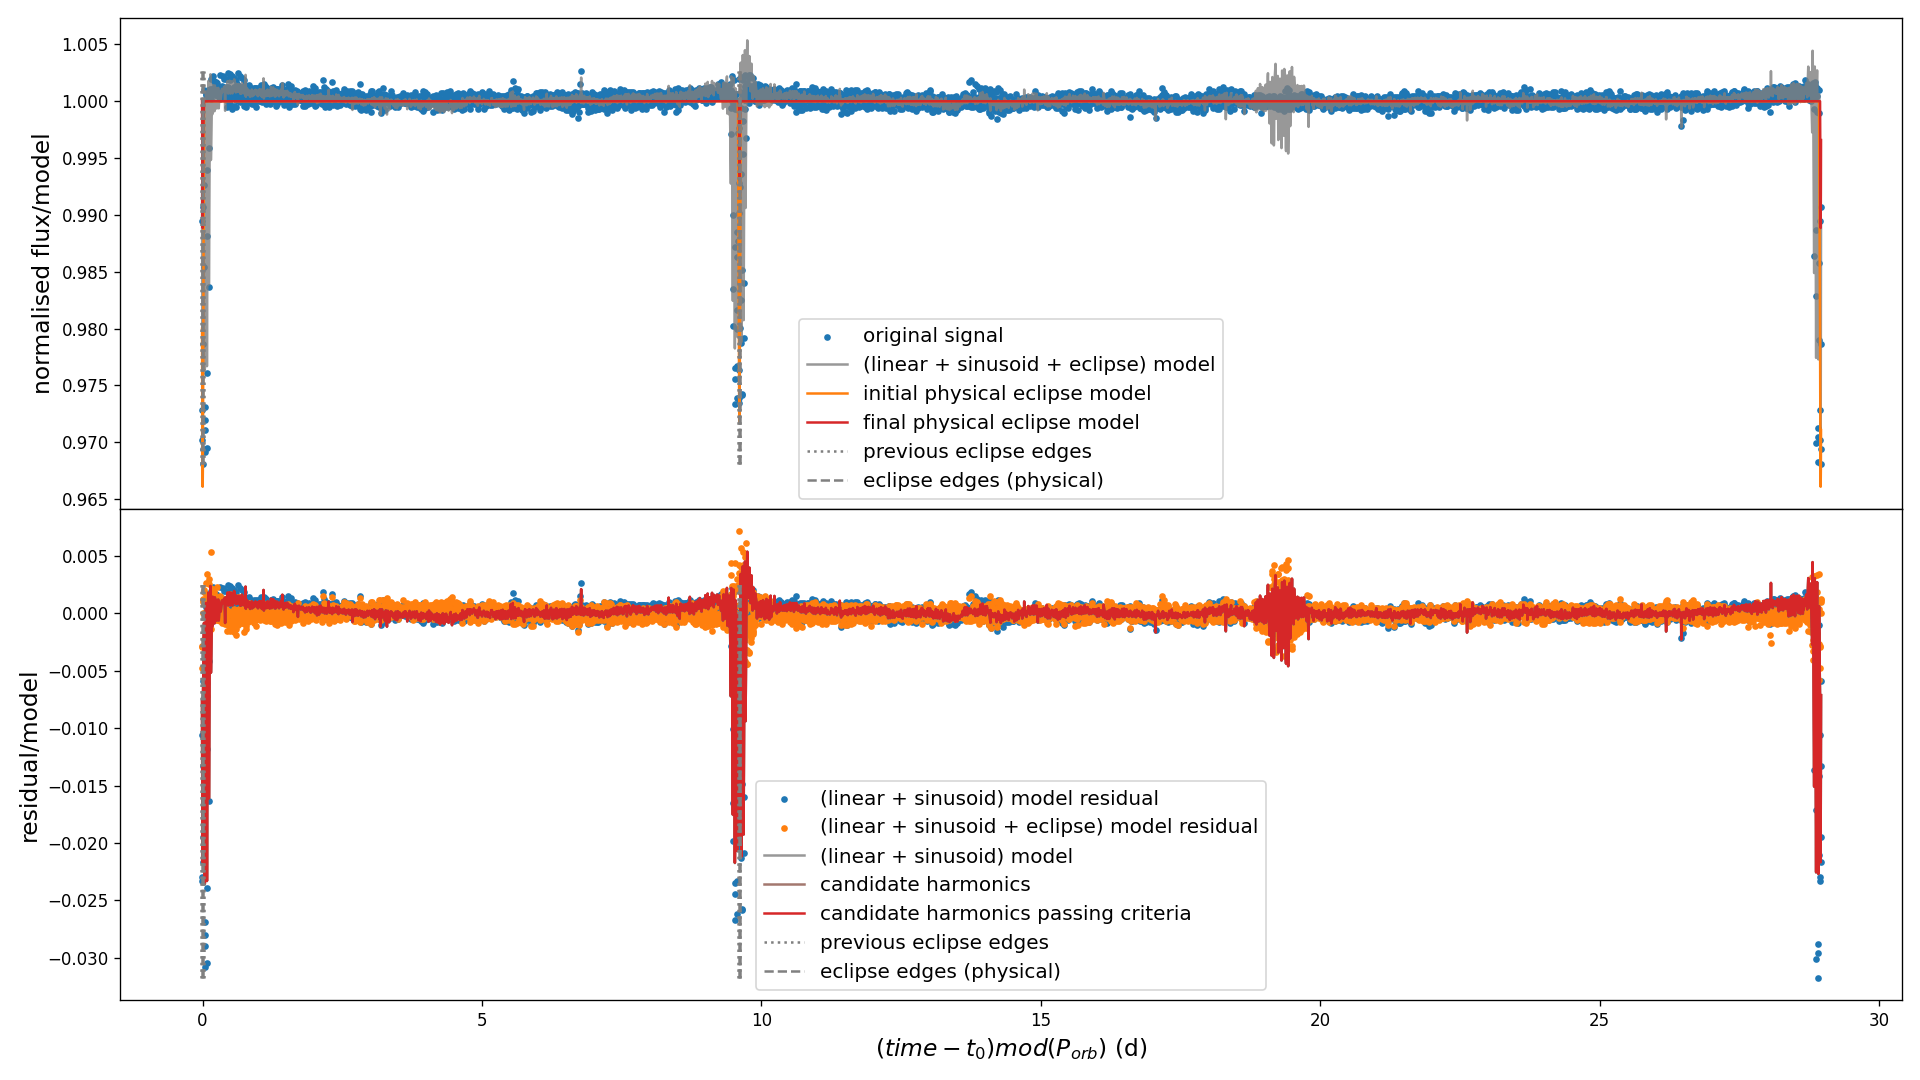 1.005
1.000
0.995
0.990
0.985
0.980
0.975
0.970
0.965
normalised flux/model
original signal
(linear + sinusoid + eclipse) model
initial physical eclipse model
final physical eclipse model
previous eclipse edges
eclipse edges (physical)
0.005
0.000
−0.005
−0.010
−0.015
−0.020
−0.025
−0.030
residual/model
(linear + sinusoid) model residual
(linear + sinusoid + eclipse) model residual
(linear + sinusoid) model
candidate harmonics
candidate harmonics passing criteria
previous eclipse edges
eclipse edges (physical)
0 5 10 15 20 25 30
(time − t₀)mod(Pₒᵣb) (d)